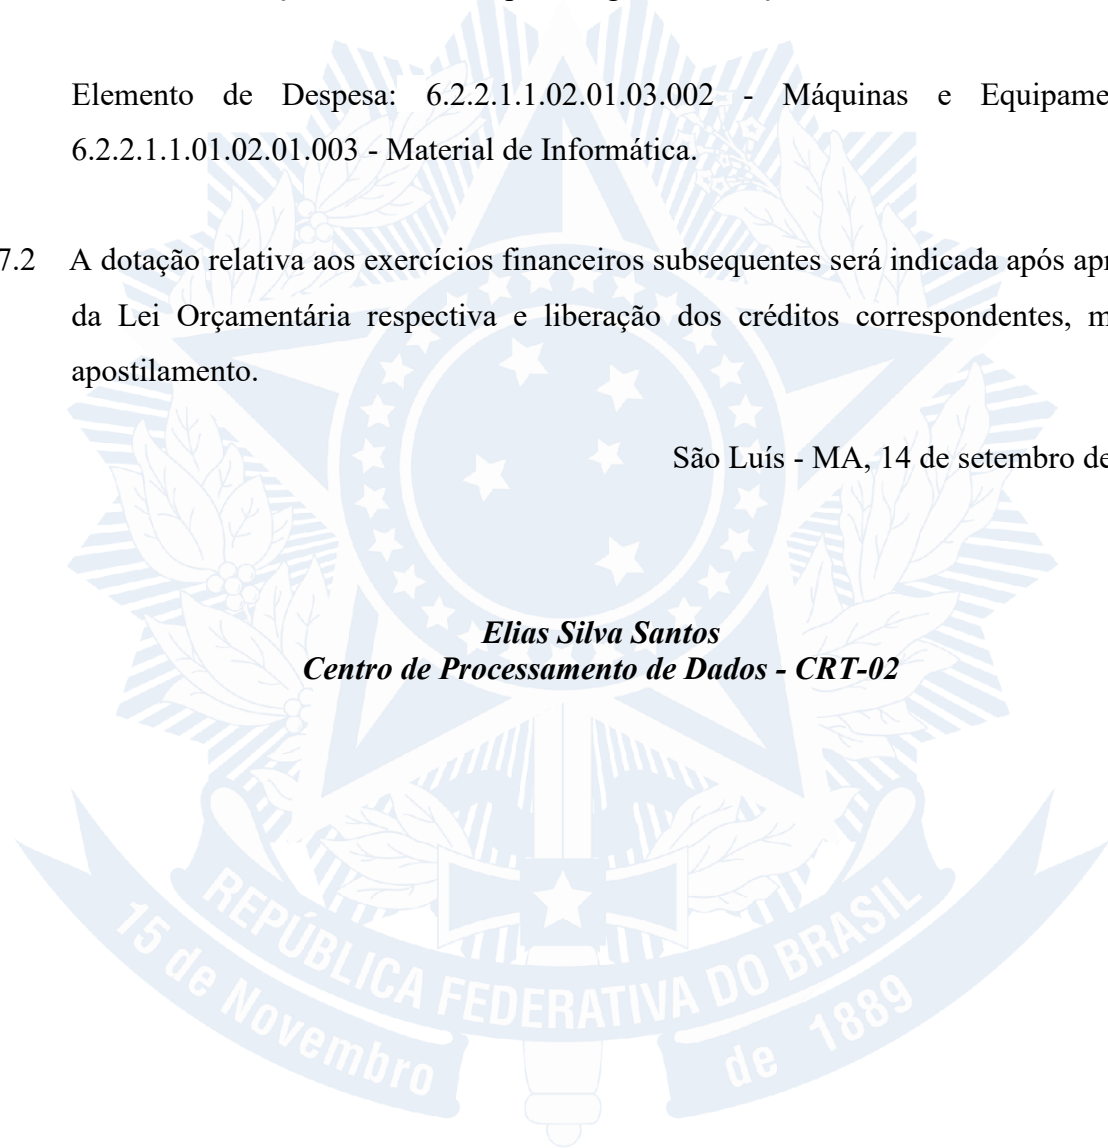 Elemento de Despesa: 6.2.2.1.1.02.01.03.002 - Máquinas e Equipame
6.2.2.1.1.01.02.01.003 - Material de Informática.
7.2 A dotação relativa aos exercícios financeiros subsequentes será indicada após apr
da Lei Orçamentária respectiva e liberação dos créditos correspondentes, m
apostilamento.
São Luís - MA, 14 de setembro de
Elias Silva Santos
Centro de Processamento de Dados - CRT-02
REPÚBLICA FEDERATIVA DO BRASIL
15 de Novembro de 1889